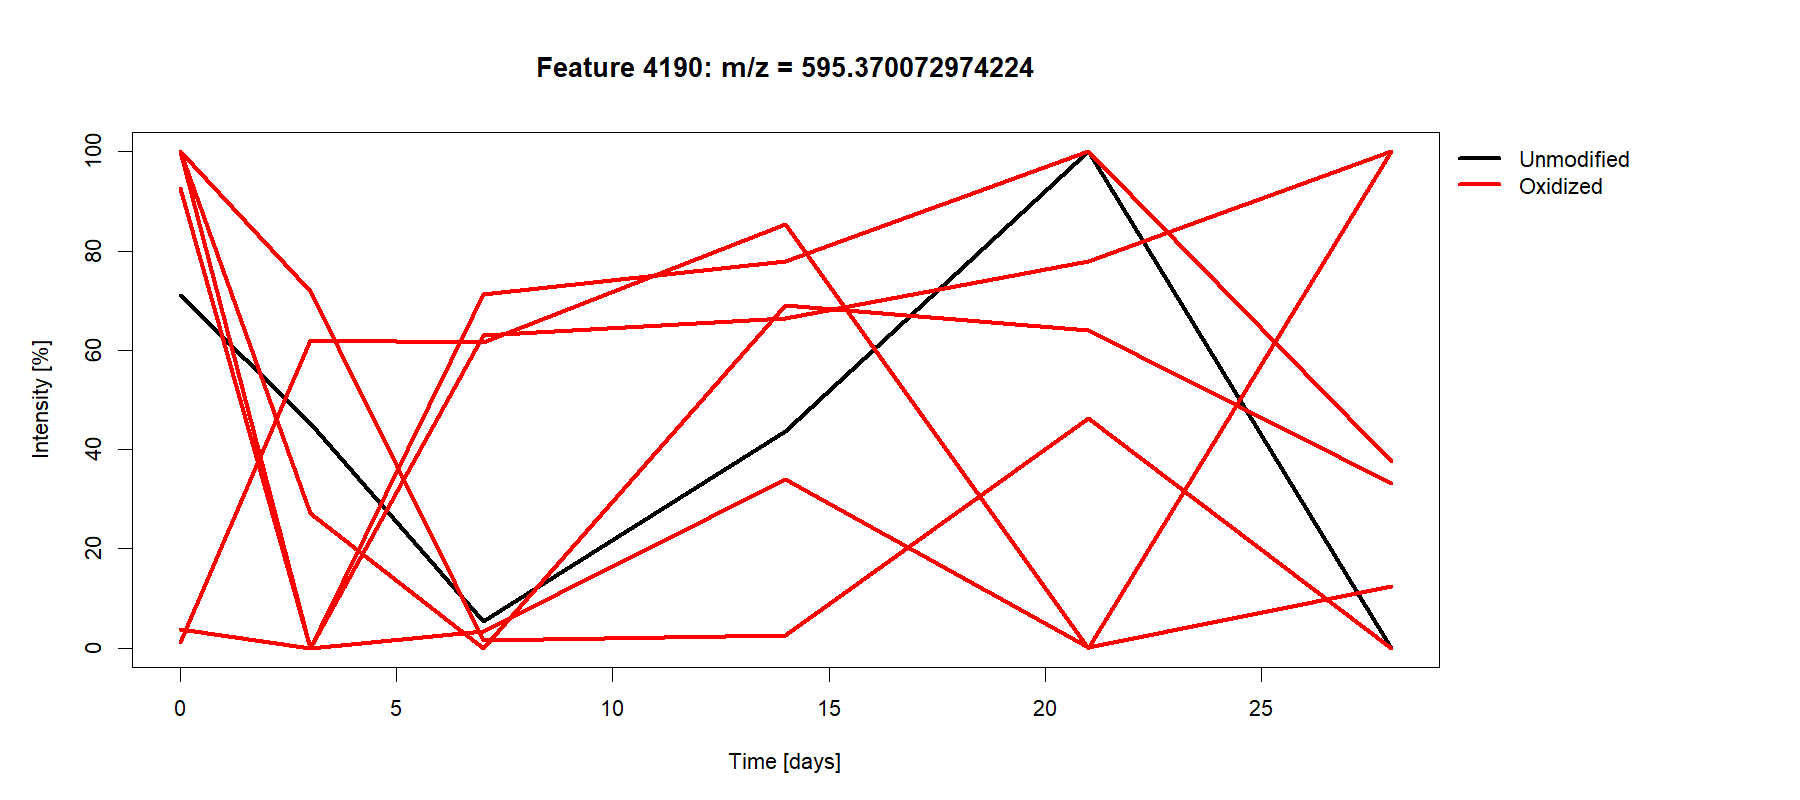 Feature 4190: m/z = 595.370072974224
Unmodified
Oxidized
Intensity [%]
100
80
60
40
20
0
0 5 10 15 20 25
Time [days]